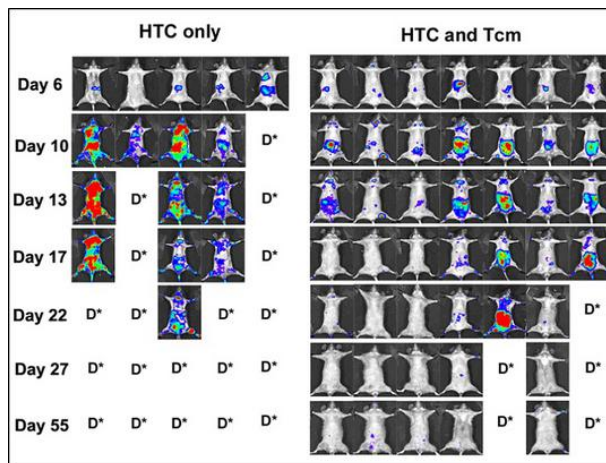 HTC only
HTC and Tcm
Day 6
Day 10
D*
Day 13
D*
D*
Day 17
D*
D*
Day 22
D*
D*
D*
D*
D*
Day 27
D*
D*
D*
D*
D*
D*
D*
Day 55
D*
D*
D*
D*
D*
D*
D*